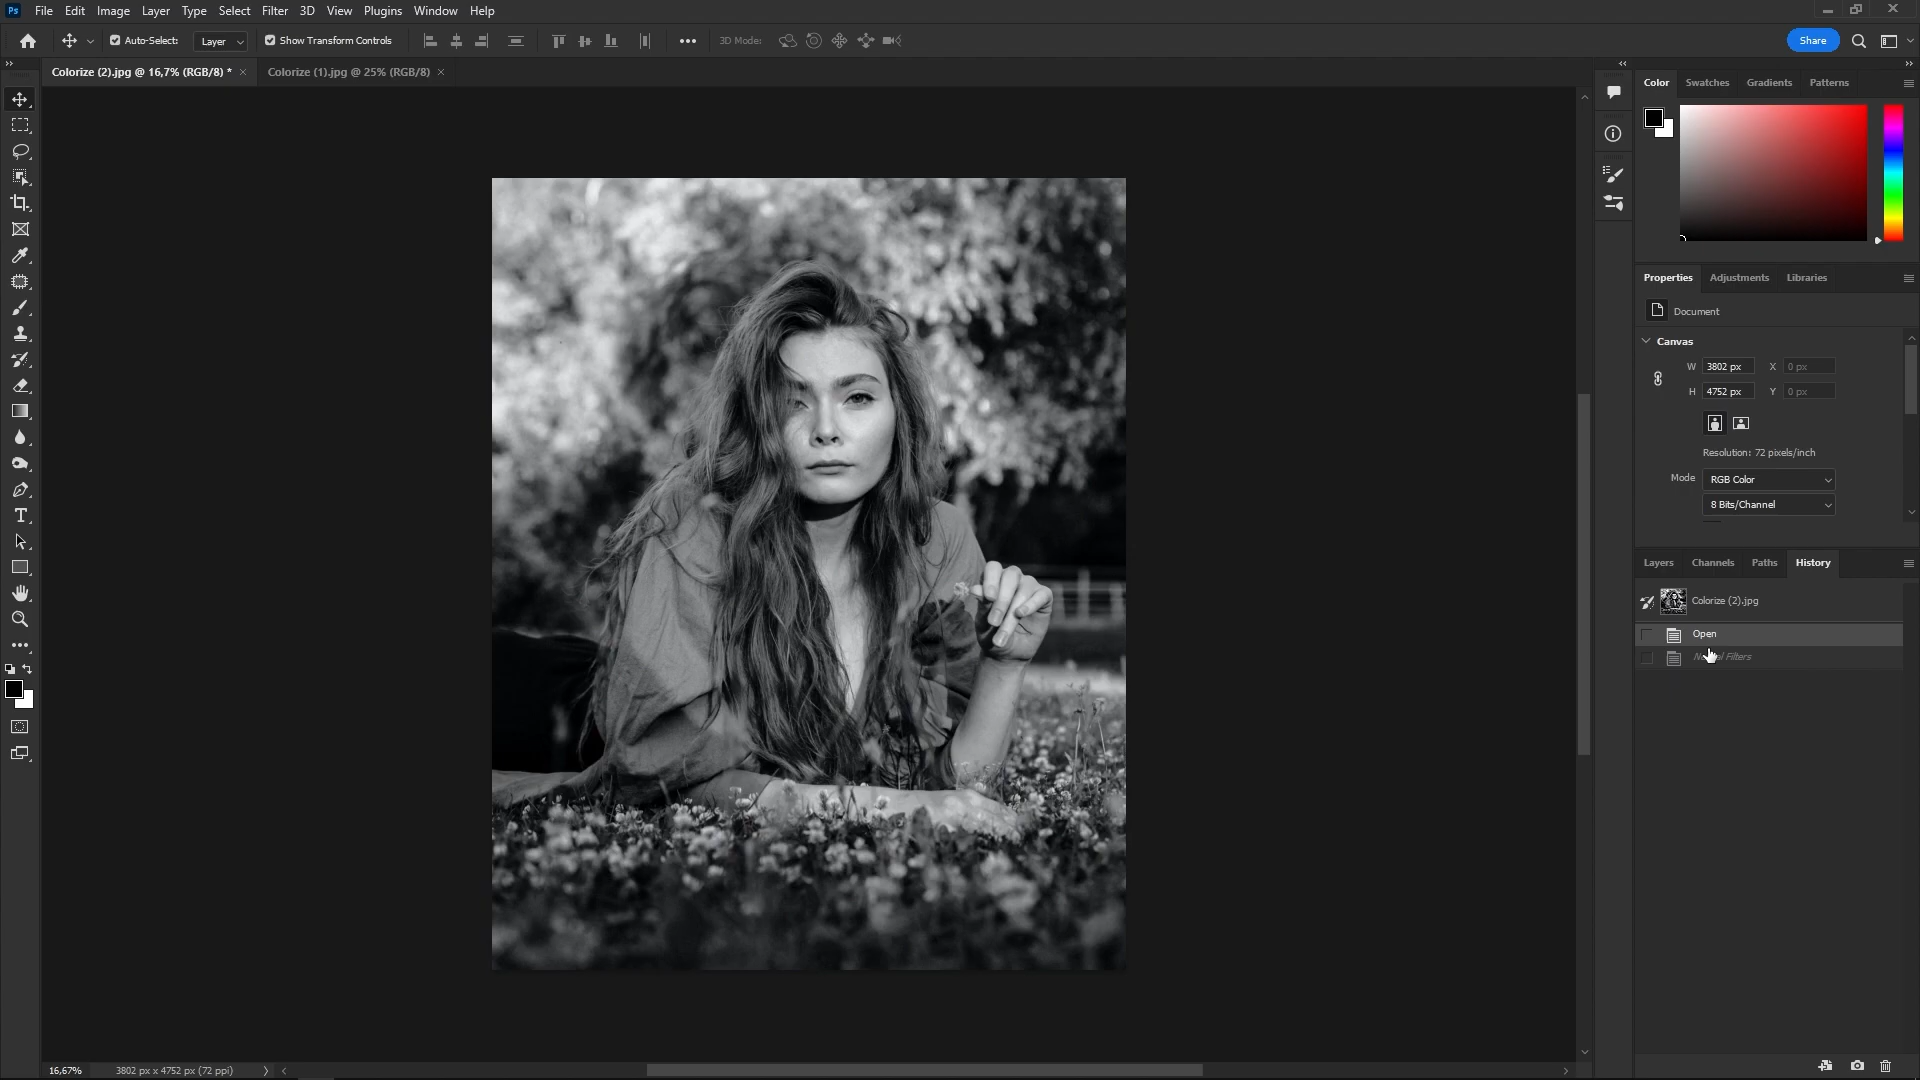 Ps File Edit Image Layer Type Select Filter 3D View Plugins Window Help
Auto-Select: Layer Show Transform Controls 3D Mode: Share
Colorize (2).jpg @ 16,7% (RGB/8) * Colorize (1).jpg @ 25% (RGB/8)
Color Swatches Gradients Patterns
Properties Adjustments Libraries
Document
Canvas
W 3802 px X 0 px
H 4752 px Y 0 px
Resolution: 72 pixels/inch
Mode RGB Color
8 Bits/Channel
Layers Channels Paths History
Colorize (2).jpg
Open
Filters
16,67% 3802 px x 4752 px (72 ppi)